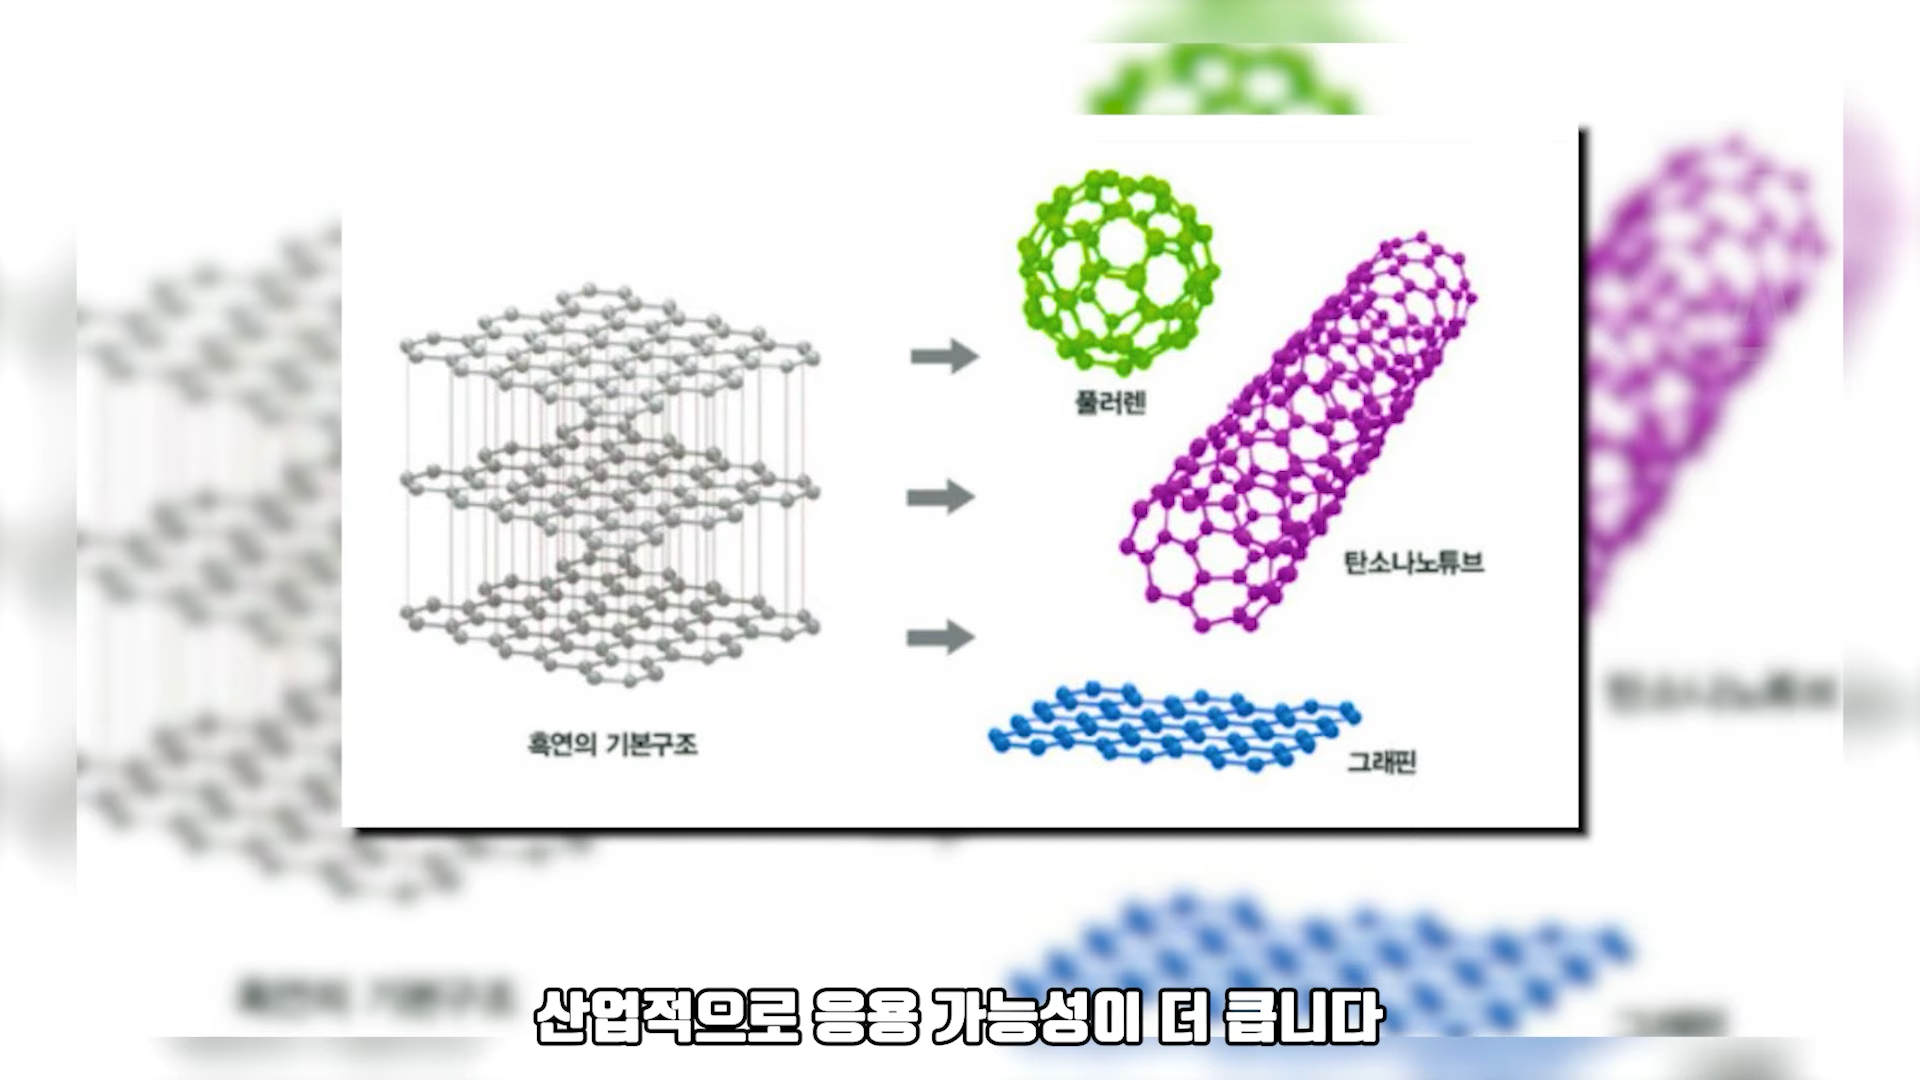 풀러렌
탄소나노튜브
흑연의 기본구조
그래핀
산업적으로 응용 가능성이 더 큽니다